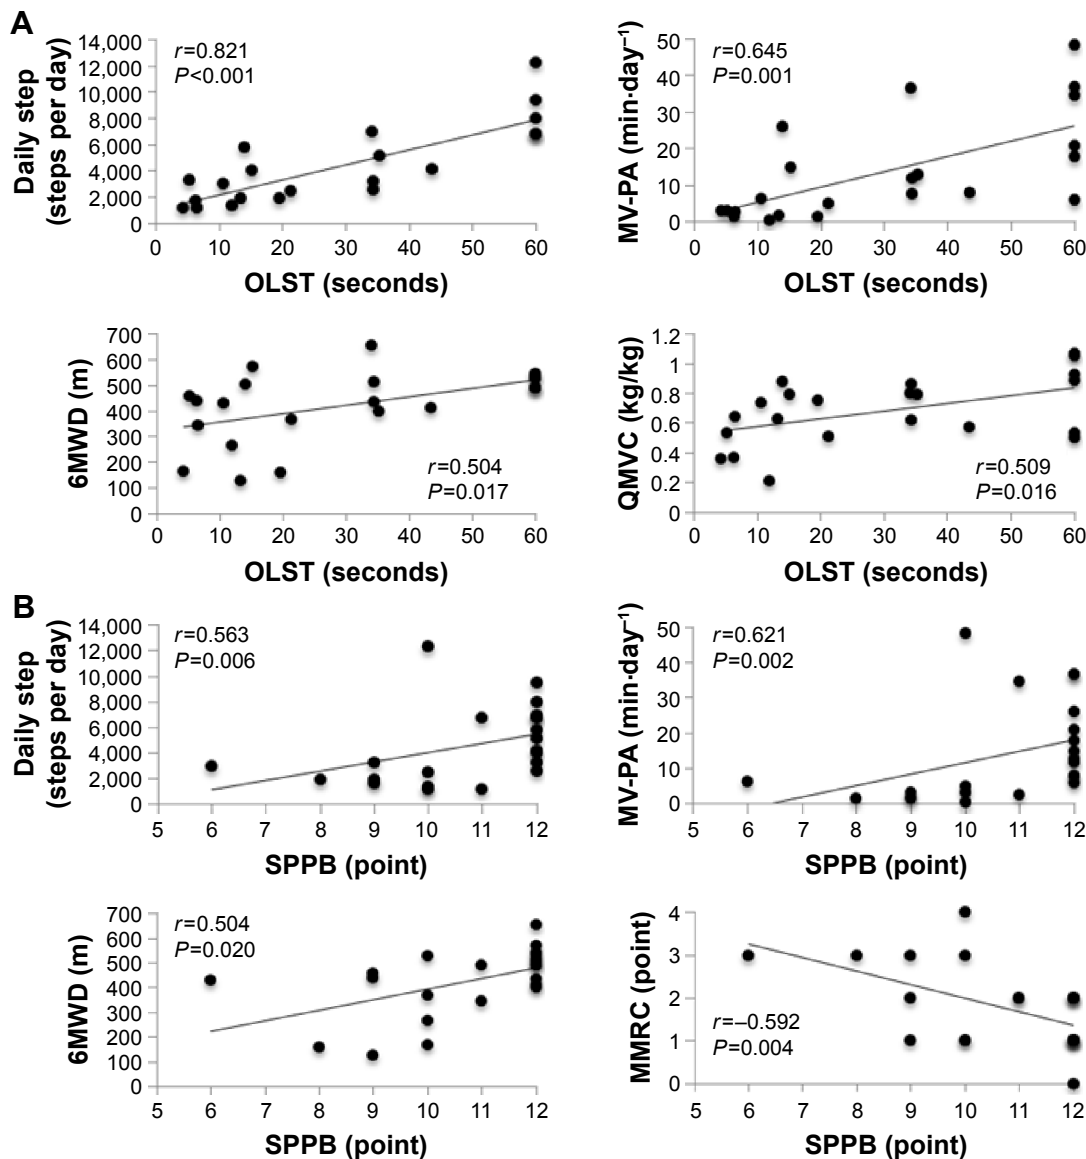 A
Daily step
(steps per day)
14,000
12,000
10,000
8,000
6,000
4,000
2,000
0
r=0.821
P<0.001
0 10 20 30 40 50 60
OLST (seconds)
MV-PA (min·day⁻¹)
50
40
30
20
10
0
r=0.645
P=0.001
0 10 20 30 40 50 60
OLST (seconds)
6MWD (m)
700
600
500
400
300
200
100
0
r=0.504
P=0.017
0 10 20 30 40 50 60
OLST (seconds)
QMVC (kg/kg)
1.2
1
0.8
0.6
0.4
0.2
0
r=0.509
P=0.016
0 10 20 30 40 50 60
OLST (seconds)
B
Daily step
(steps per day)
14,000
12,000
10,000
8,000
6,000
4,000
2,000
0
r=0.563
P=0.006
5 6 7 8 9 10 11 12
SPPB (point)
MV-PA (min·day⁻¹)
50
40
30
20
10
0
r=0.621
P=0.002
5 6 7 8 9 10 11 12
SPPB (point)
6MWD (m)
700
600
500
400
300
200
100
0
r=0.504
P=0.020
5 6 7 8 9 10 11 12
SPPB (point)
MMRC (point)
4
3
2
1
0
r=–0.592
P=0.004
5 6 7 8 9 10 11 12
SPPB (point)